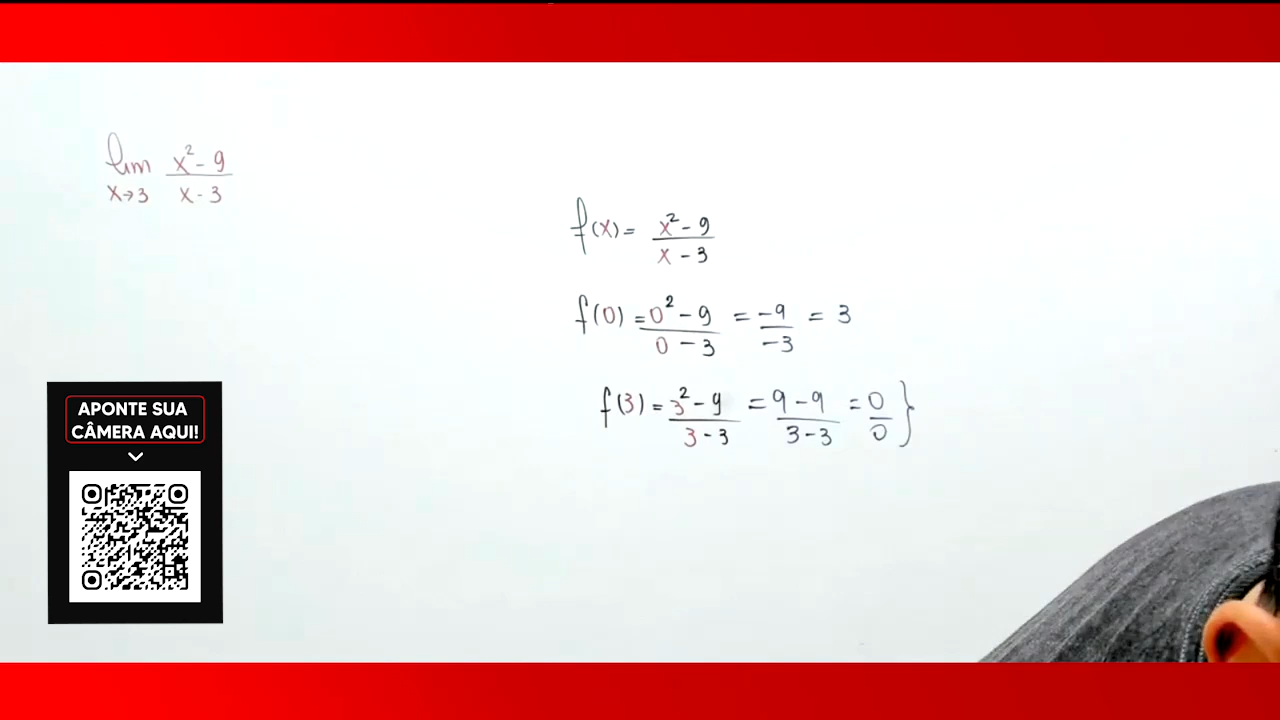 lim x→3 (x² - 9)/(x - 3)
f(x) = (x² - 9)/(x - 3)
f(0) = (0² - 9)/(0 - 3) = -9/-3 = 3
f(3) = (3² - 9)/(3 - 3) = (9 - 9)/(3 - 3) = 0/0 }
APONTE SUA
CÂMERA AQUI!